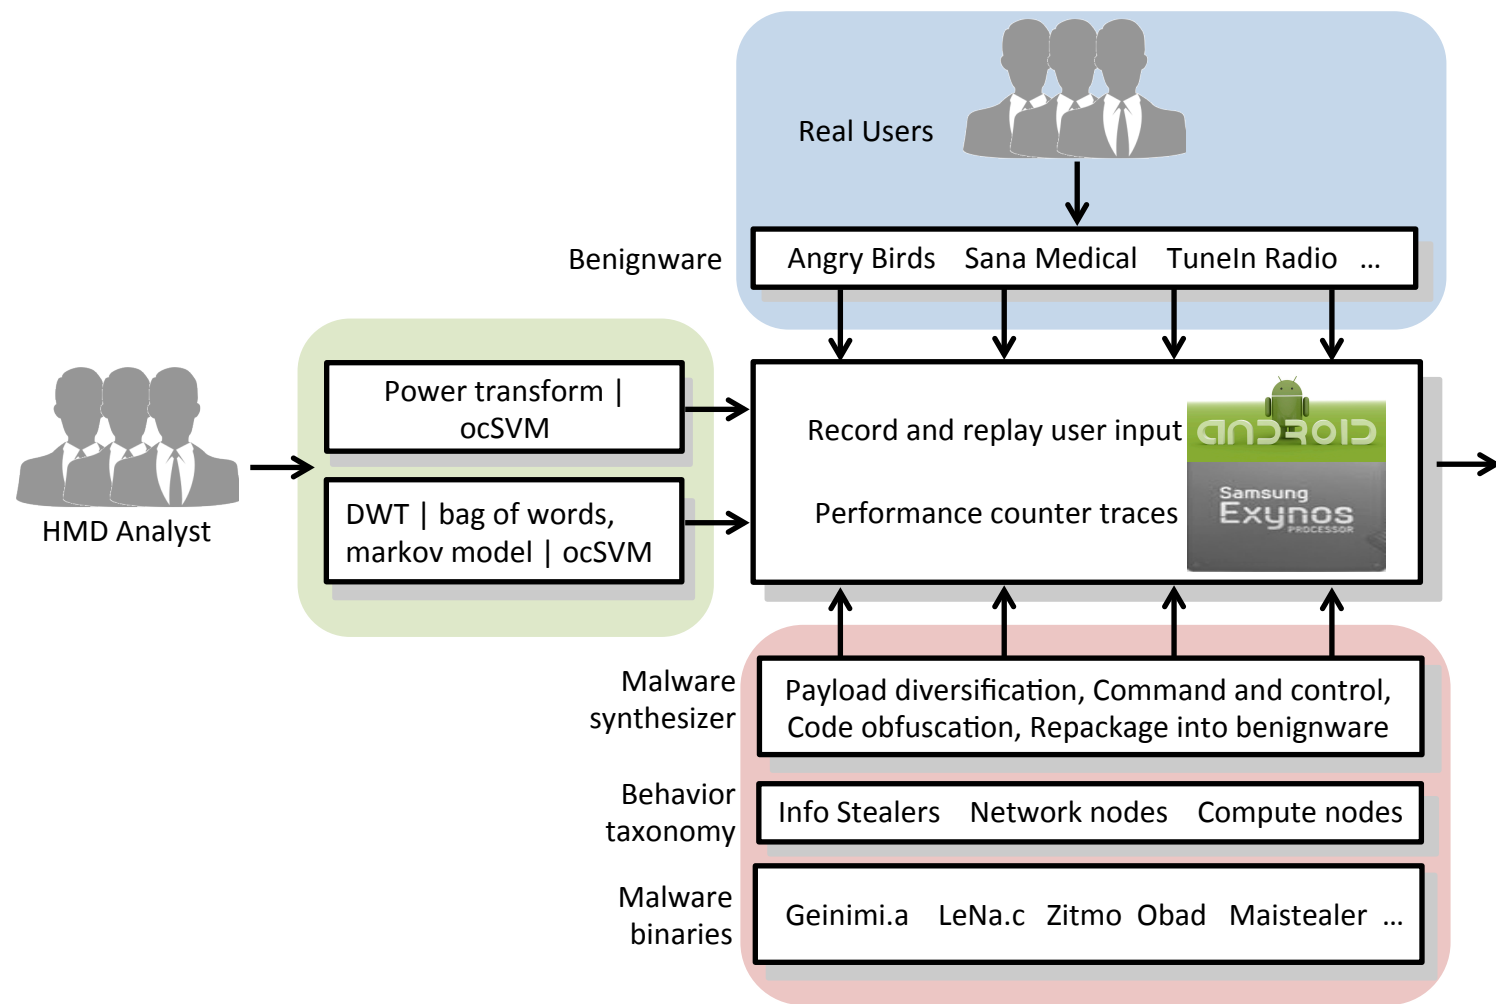 Real Users
Benignware
Angry Birds Sana Medical TuneIn Radio ...
Power transform |
ocSVM
DWT | bag of words,
markov model | ocSVM
HMD Analyst
Record and replay user input
Performance counter traces
ANDROID
Samsung
Exynos
PROCESSOR
Malware
synthesizer
Payload diversification, Command and control,
Code obfuscation, Repackage into benignware
Behavior
taxonomy
Info Stealers Network nodes Compute nodes
Malware
binaries
Geinimi.a LeNa.c Zitmo Obad Maistealer ...